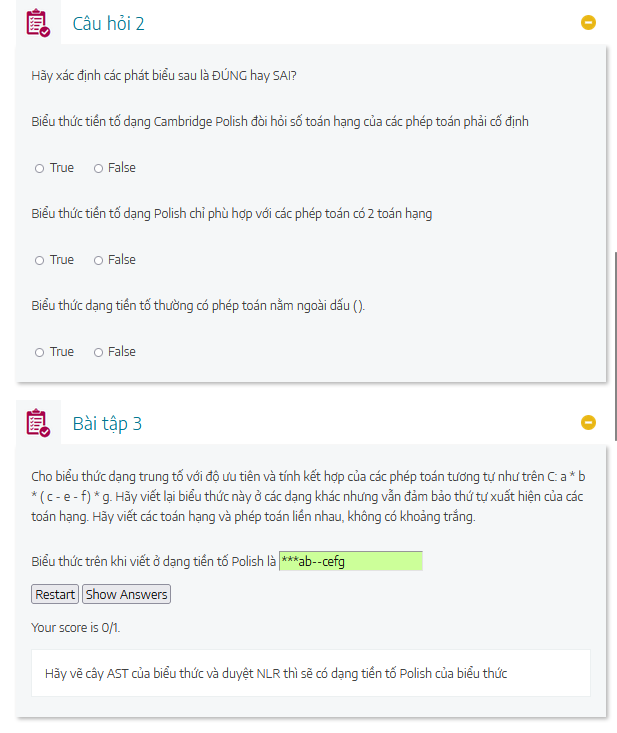 Câu hỏi 2
Hãy xác định các phát biểu sau là ĐÚNG hay SAI?
Biểu thức tiền tố dạng Cambridge Polish đòi hỏi số toán hạng của các phép toán phải cố định
True False
Biểu thức tiền tố dạng Polish chỉ phù hợp với các phép toán có 2 toán hạng
True False
Biểu thức dạng tiền tố thường có phép toán nằm ngoài dấu ().
True False
Bài tập 3
Cho biểu thức dạng trung tố với độ ưu tiên và tính kết hợp của các phép toán tương tự như trên C: a * b
* ( c - e - f) * g. Hãy viết lại biểu thức này ở các dạng khác nhưng vẫn đảm bảo thứ tự xuất hiện của các
toán hạng. Hãy viết các toán hạng và phép toán liền nhau, không có khoảng trắng.
Biểu thức trên khi viết ở dạng tiền tố Polish là ***ab--cefg
Restart Show Answers
Your score is 0/1.
Hãy vẽ cây AST của biểu thức và duyệt NLR thì sẽ có dạng tiền tố Polish của biểu thức